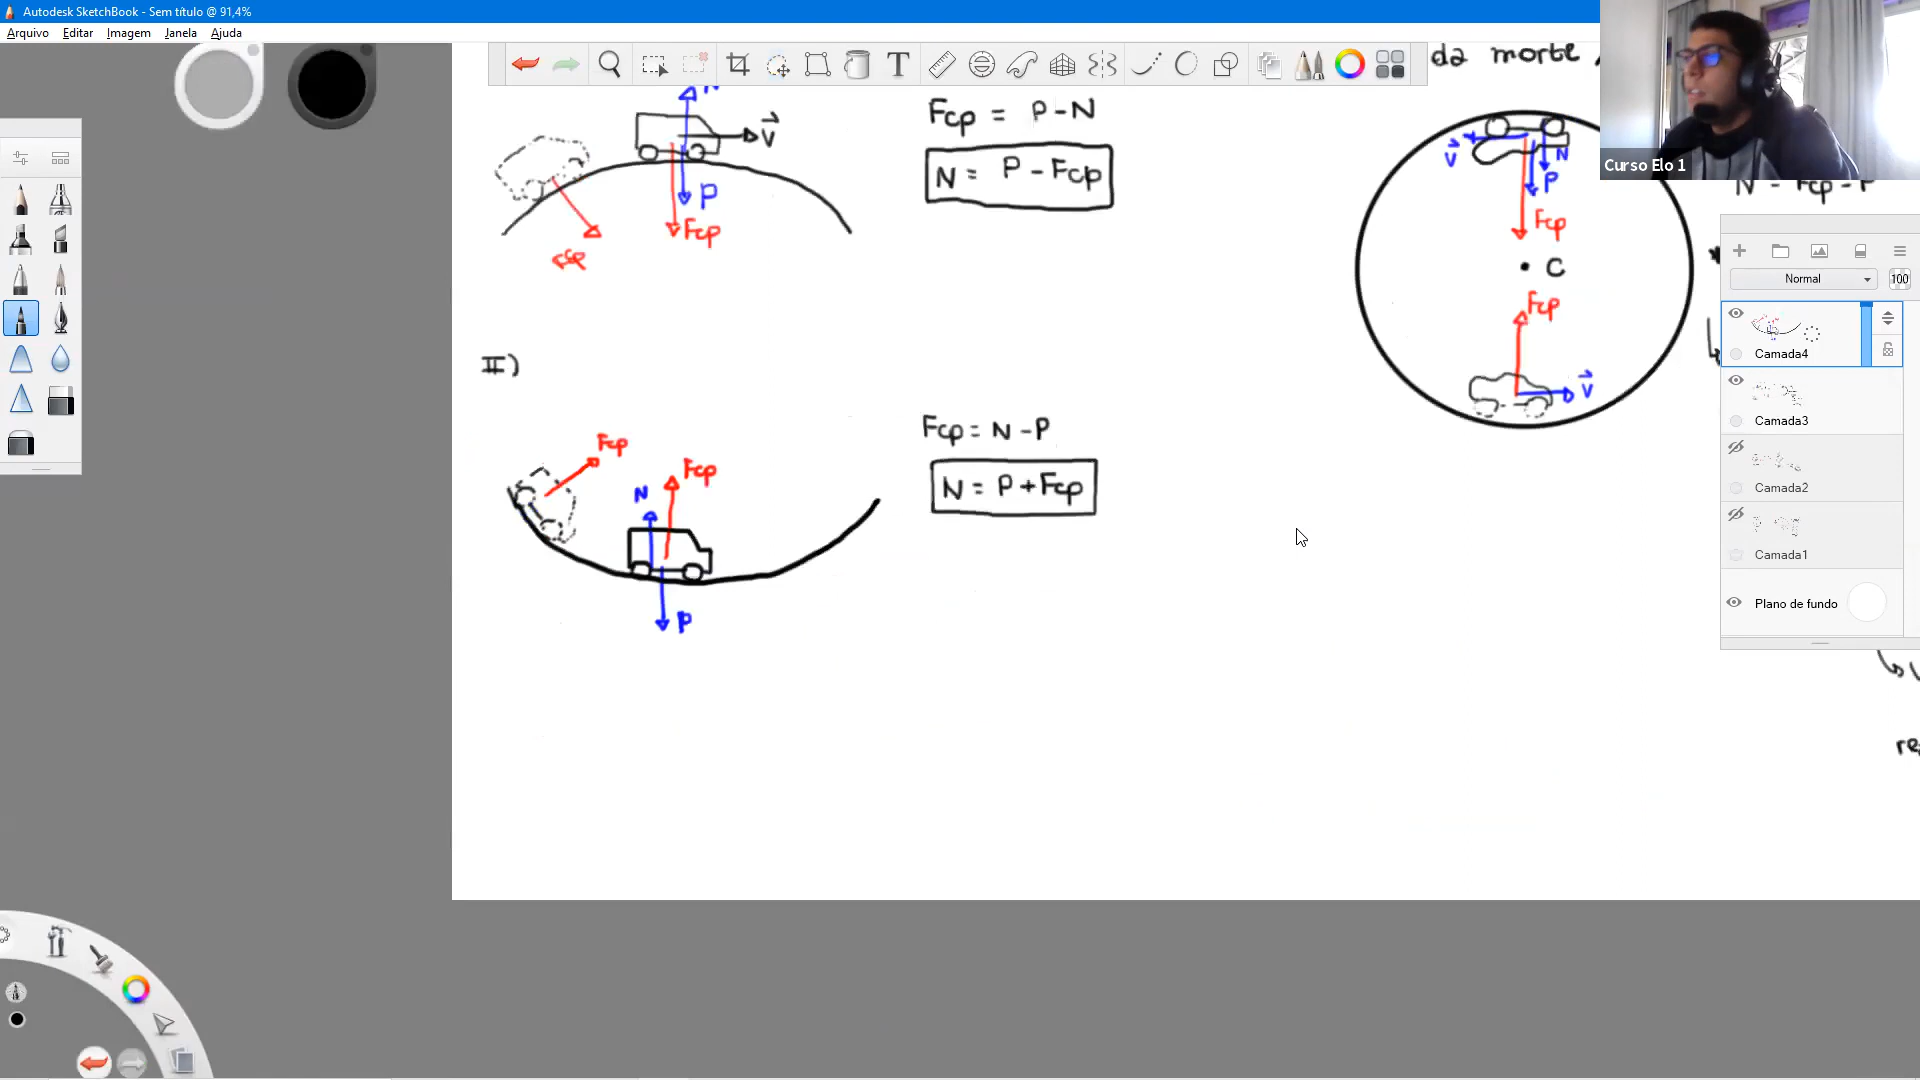 Autodesk SketchBook - Sem título @ 91,4%
Arquivo Editar Imagem Janela Ajuda
da morte
N
Fcp = P - N
V
N = P - Fcp
P
Fcp
cp
V
N
P
Fcp
C
Fcp
V
N = Fcp - P
Curso Elo 1
II)
Fcp = N - P
N = P + Fcp
Fcp
Fcp
N
P
Normal
100
Camada4
Camada3
Camada2
Camada1
Plano de fundo
T